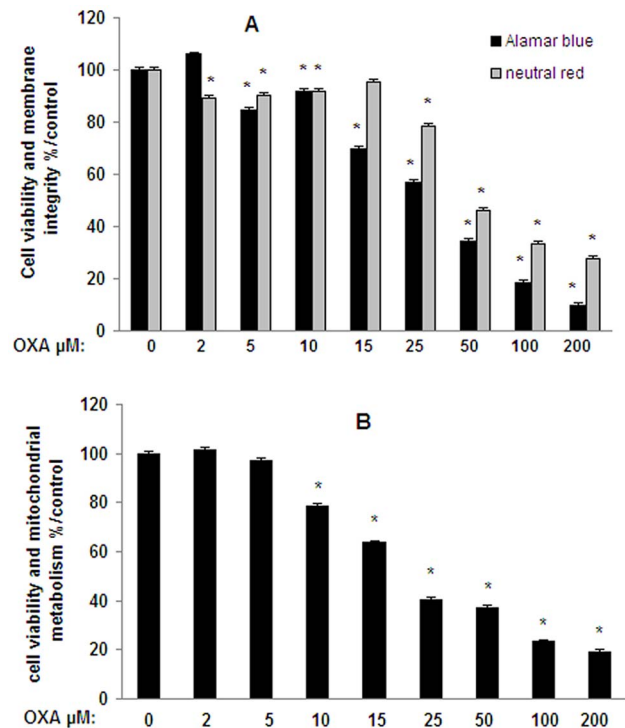 A
Alamar blue
neutral red
Cell viability and membrane
integrity %/control
120
100
80
60
40
20
0
* * * * * * * * * * * * *
OXA µM: 0 2 5 10 15 25 50 100 200
B
cell viability and mitochondrial
metabolism %/control
120
100
80
60
40
20
0
* * * * * *
OXA µM: 0 2 5 10 15 25 50 100 200